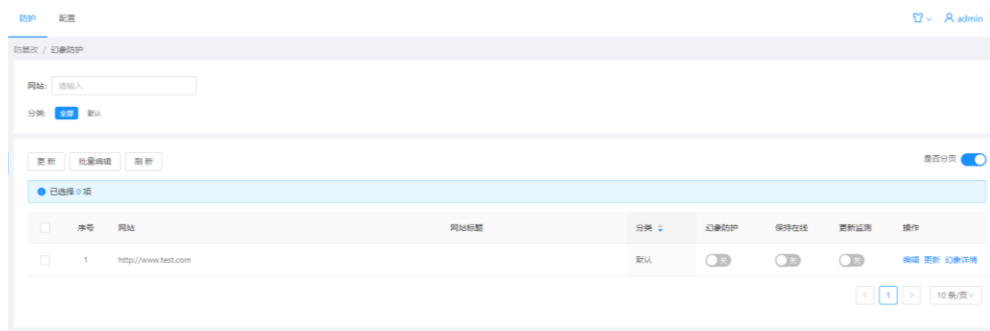 防护 配置 admin
防篡改 / 幻象防护
网站: 请输入
分类: 全部 默认
更新 批量编辑 刷新 是否分页
已选择 0 项
序号 网站 网站标题 分类 幻象防护 保持在线 更新监测 操作
1 http://www.test.com 默认 关 关 关 编辑 更新 幻象详情
< 1 > 10 条/页